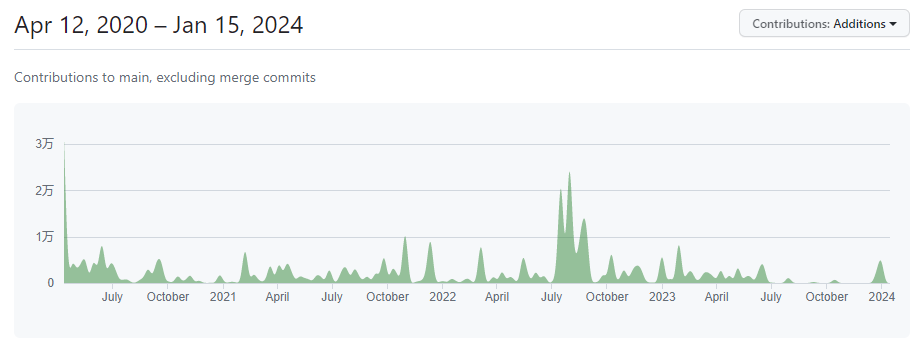 Apr 12, 2020 – Jan 15, 2024
Contributions: Additions
Contributions to main, excluding merge commits
3万
2万
1万
0
July October 2021 April July October 2022 April July October 2023 April July October 2024